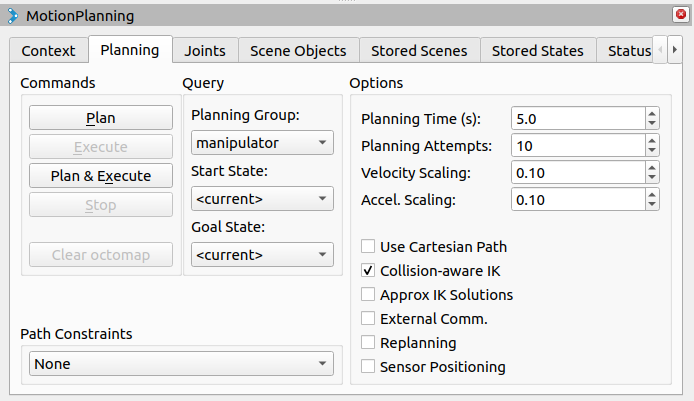 MotionPlanning
Context Planning Joints Scene Objects Stored Scenes Stored States Status
Commands
Plan
Execute
Plan & Execute
Stop
Clear octomap
Query
Planning Group:
manipulator
Start State:
<current>
Goal State:
<current>
Options
Planning Time (s): 5.0
Planning Attempts: 10
Velocity Scaling: 0.10
Accel. Scaling: 0.10
Use Cartesian Path
Collision-aware IK
Approx IK Solutions
External Comm.
Replanning
Sensor Positioning
Path Constraints
None